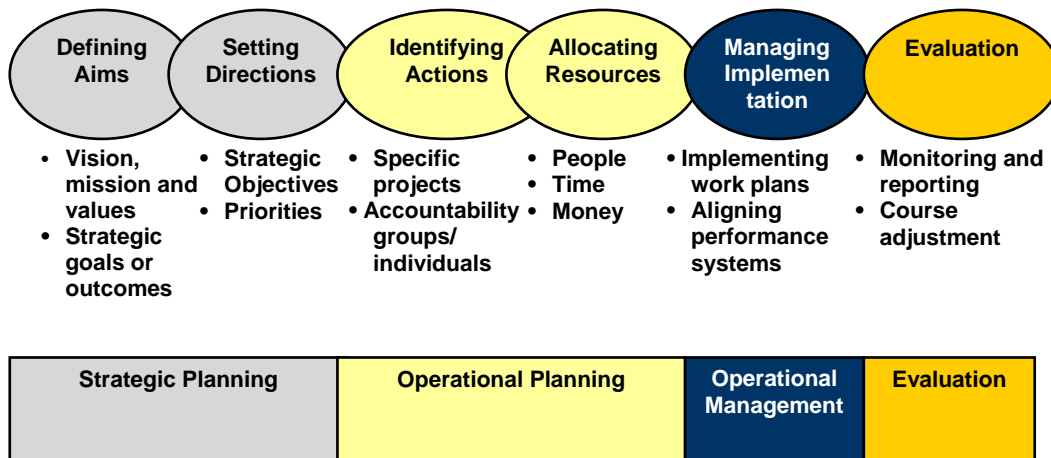 Defining
Aims
Setting
Directions
Identifying
Actions
Allocating
Resources
Managing
Implemen
tation
Evaluation
• Vision,
mission and
values
• Strategic
goals or
outcomes
• Strategic
Objectives
• Priorities
• Specific
projects
• Accountability
groups/
individuals
• People
• Time
• Money
• Implementing
work plans
• Aligning
performance
systems
• Monitoring and
reporting
• Course
adjustment
Strategic Planning
Operational Planning
Operational
Management
Evaluation